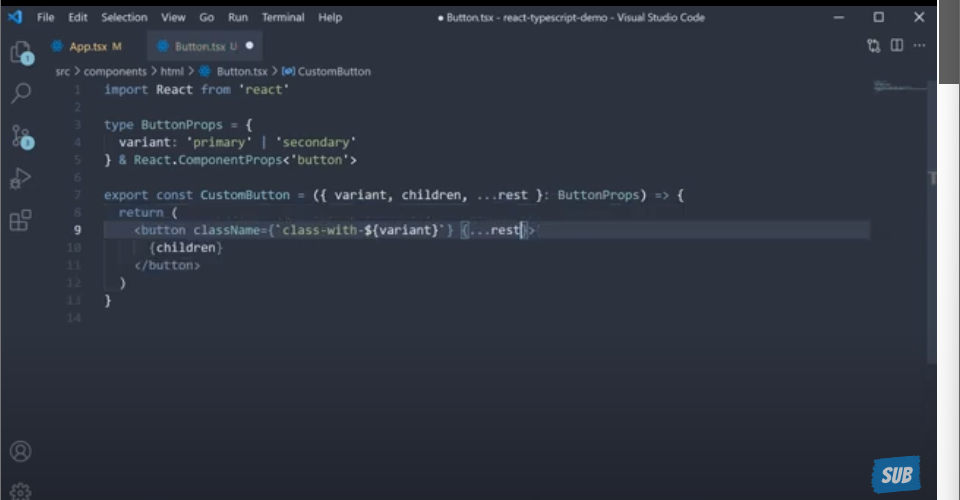 File Edit Selection View Go Run Terminal Help ● Button.tsx - react-typescript-demo - Visual Studio Code
App.tsx M Button.tsx U ●
src > components > html > Button.tsx > CustomButton
1 import React from 'react'
2
3 type ButtonProps = {
4 variant: 'primary' | 'secondary'
5 } & React.ComponentProps<'button'>
6
7 export const CustomButton = ({ variant, children, ...rest }: ButtonProps) => {
8 return (
9 <button className={`class-with-${variant}`} {...rest}>
10 {children}
11 </button>
12 )
13 }
14
1
3
SUB